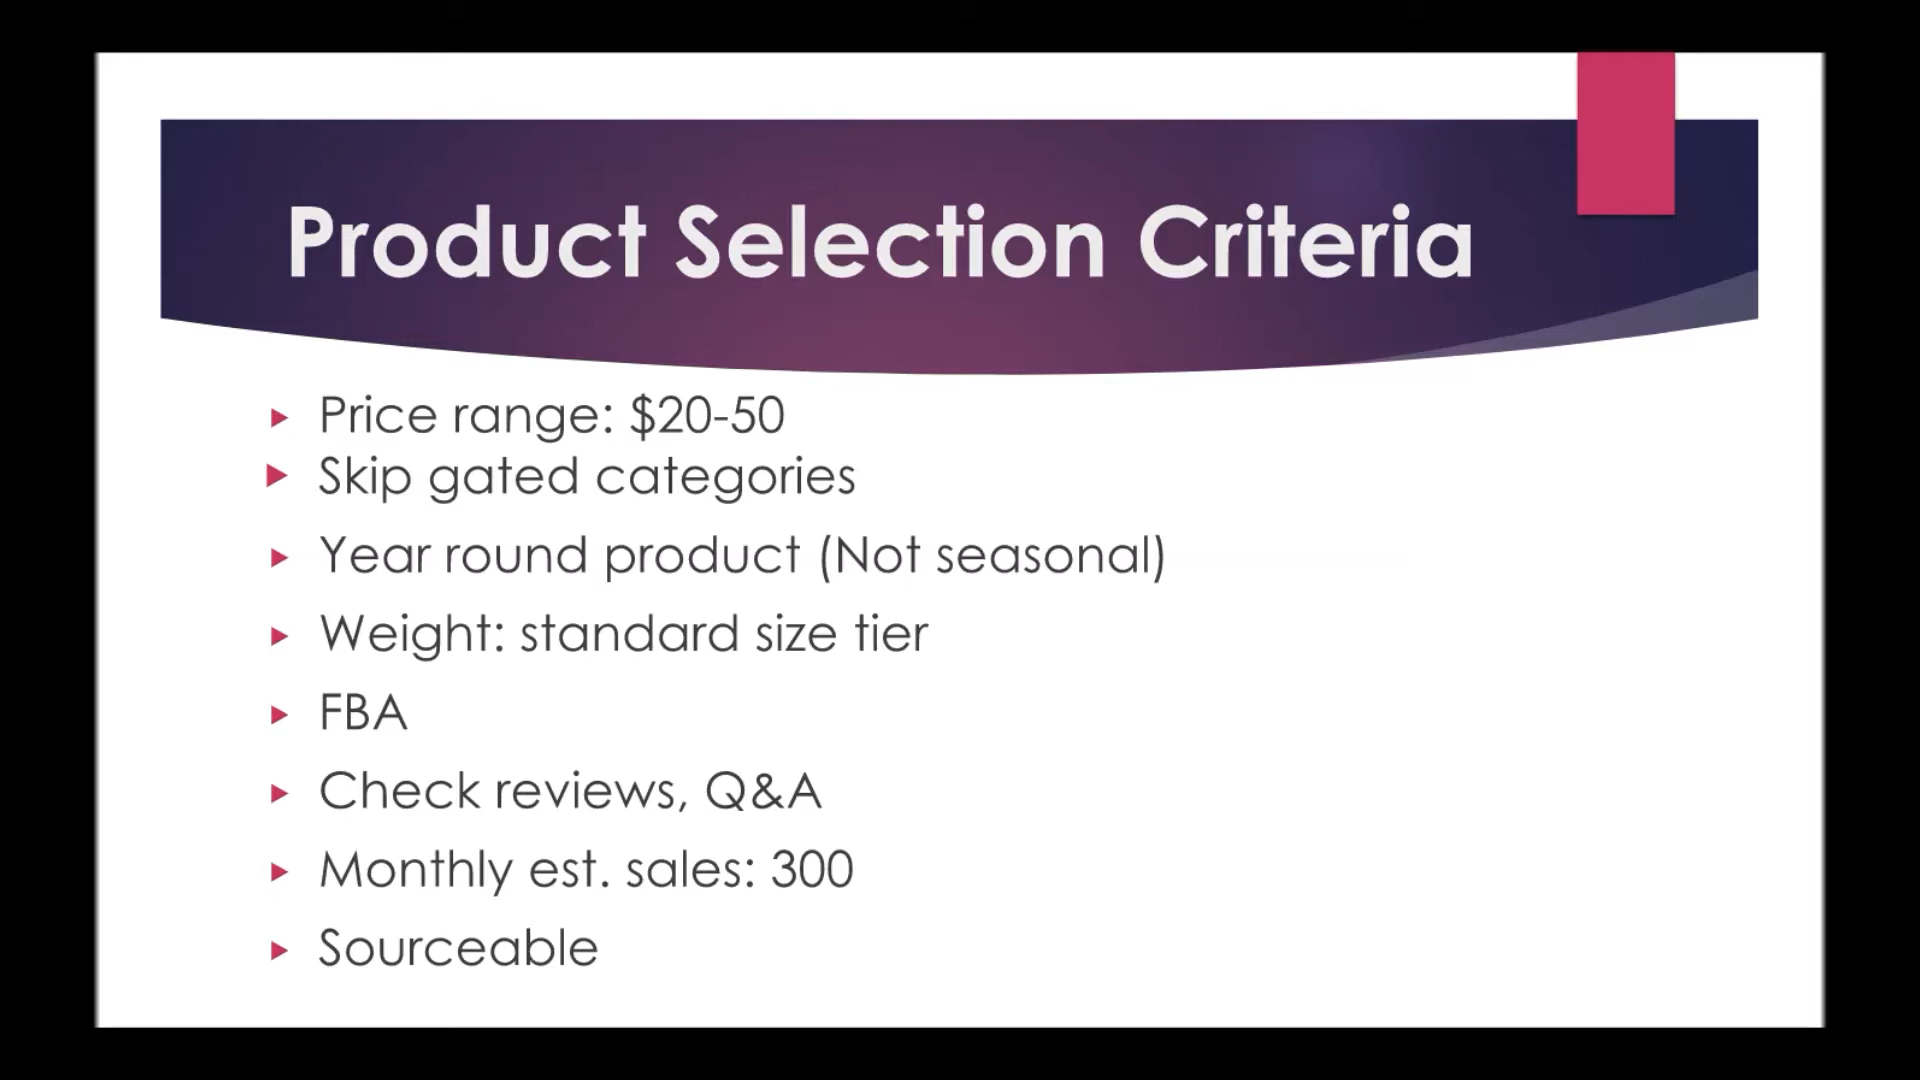 Product Selection Criteria
Price range: $20-50
Skip gated categories
Year round product (Not seasonal)
Weight: standard size tier
FBA
Check reviews, Q&A
Monthly est. sales: 300
Sourceable